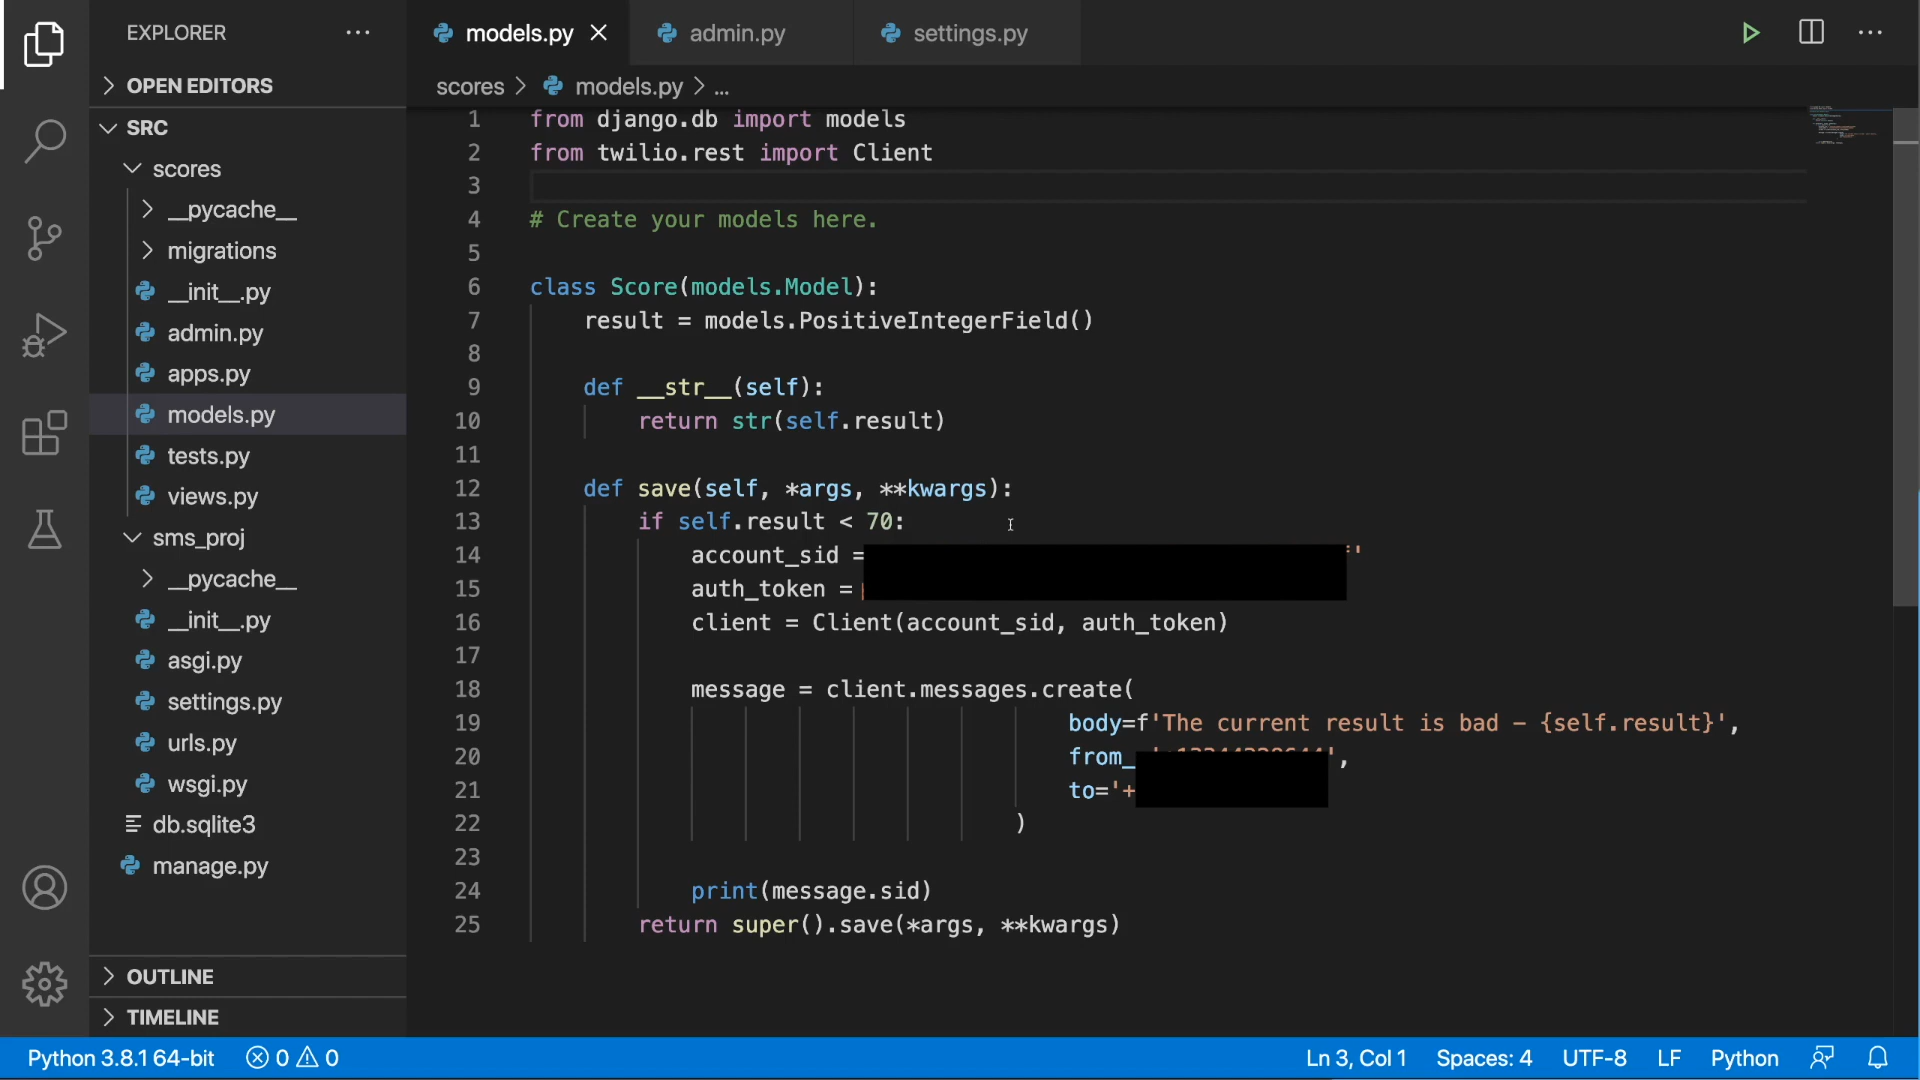 EXPLORER
OPEN EDITORS
SRC
scores
__pycache__
migrations
__init__.py
admin.py
apps.py
models.py
tests.py
views.py
sms_proj
__pycache__
__init__.py
asgi.py
settings.py
urls.py
wsgi.py
db.sqlite3
manage.py
OUTLINE
TIMELINE
models.py
admin.py
settings.py
scores > models.py > ...
1 from django.db import models
2 from twilio.rest import Client
3
4 # Create your models here.
5
6 class Score(models.Model):
7 result = models.PositiveIntegerField()
8
9 def __str__(self):
10 return str(self.result)
11
12 def save(self, *args, **kwargs):
13 if self.result < 70:
14 account_sid = '
15 auth_token =
16 client = Client(account_sid, auth_token)
17
18 message = client.messages.create(
19 body=f'The current result is bad - {self.result}',
20 from_ ',
21 to='+
22 )
23
24 print(message.sid)
25 return super().save(*args, **kwargs)
Python 3.8.1 64-bit 0 0 Ln 3, Col 1 Spaces: 4 UTF-8 LF Python